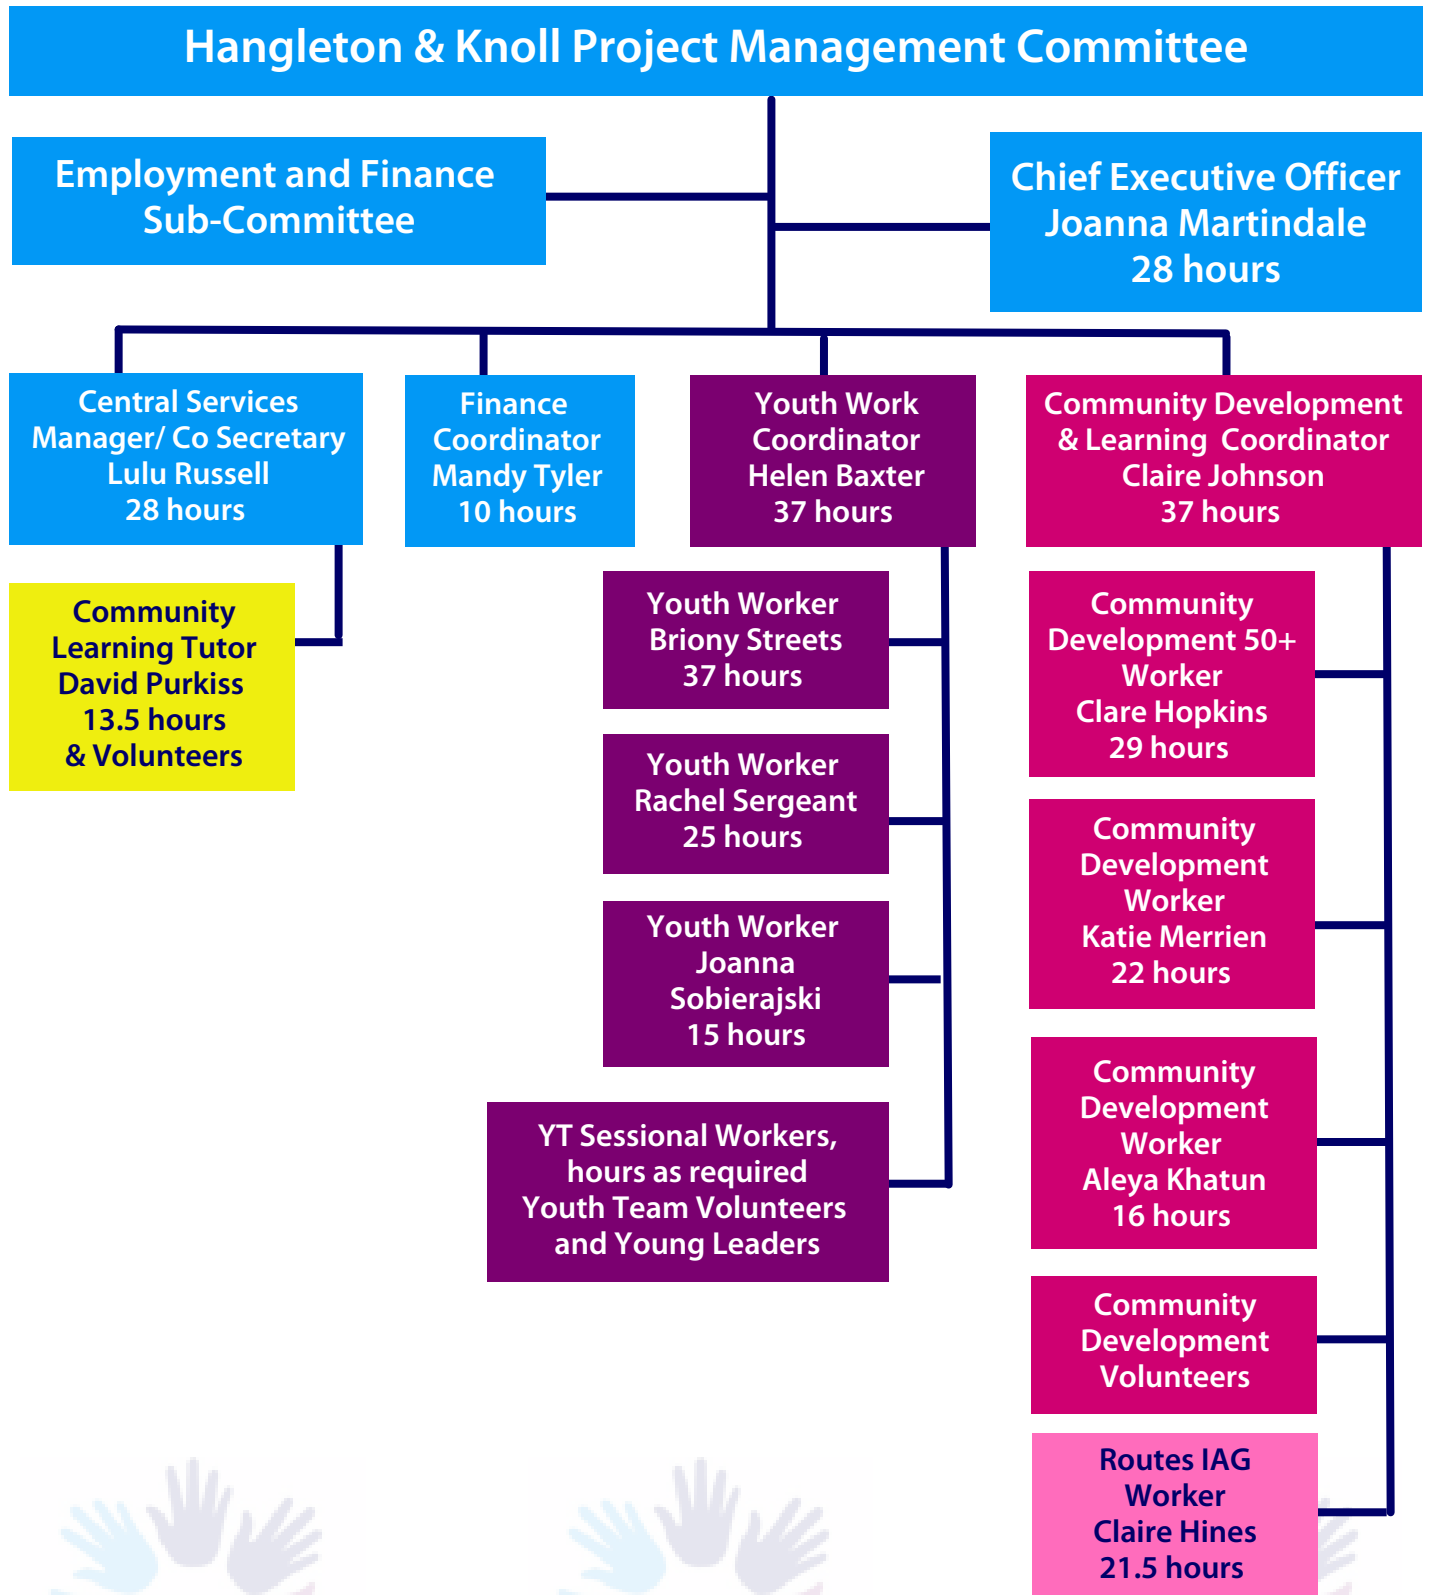 Hangleton & Knoll Project Management Committee
Employment and Finance
Sub-Committee
Chief Executive Officer
Joanna Martindale
28 hours
Central Services
Manager/ Co Secretary
Lulu Russell
28 hours
Finance
Coordinator
Mandy Tyler
10 hours
Youth Work
Coordinator
Helen Baxter
37 hours
Community Development
& Learning  Coordinator
Claire Johnson
37 hours
Community
Learning Tutor
David Purkiss
13.5 hours
& Volunteers
Youth Worker
Briony Streets
37 hours
Youth Worker
Rachel Sergeant
25 hours
Youth Worker
Joanna
Sobierajski
15 hours
YT Sessional Workers,
hours as required
Youth Team Volunteers
and Young Leaders
Community
Development 50+
Worker
Clare Hopkins
29 hours
Community
Development
Worker
Katie Merrien
22 hours
Community
Development
Worker
Aleya Khatun
16 hours
Community
Development
Volunteers
Routes IAG
Worker
Claire Hines
21.5 hours